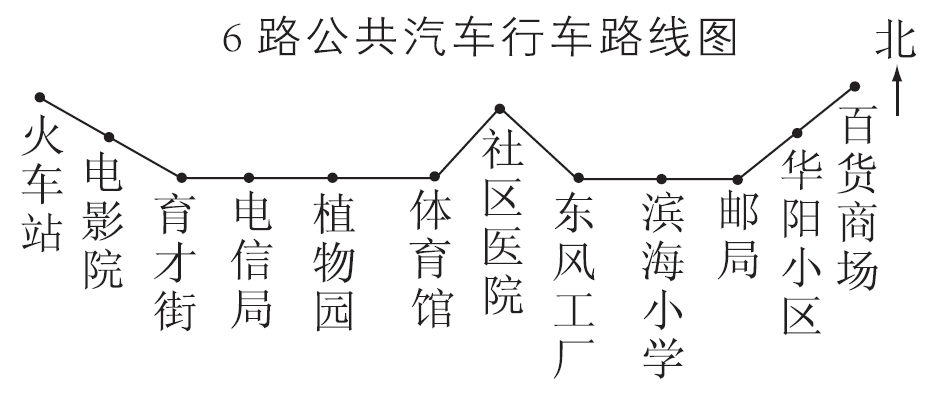 6路公共汽车行车路线图
北
火车站
电影院
育才街
电信局
植物园
体育馆
社区医院
东风工厂
滨海小学
邮局
华阳小区
百货商场